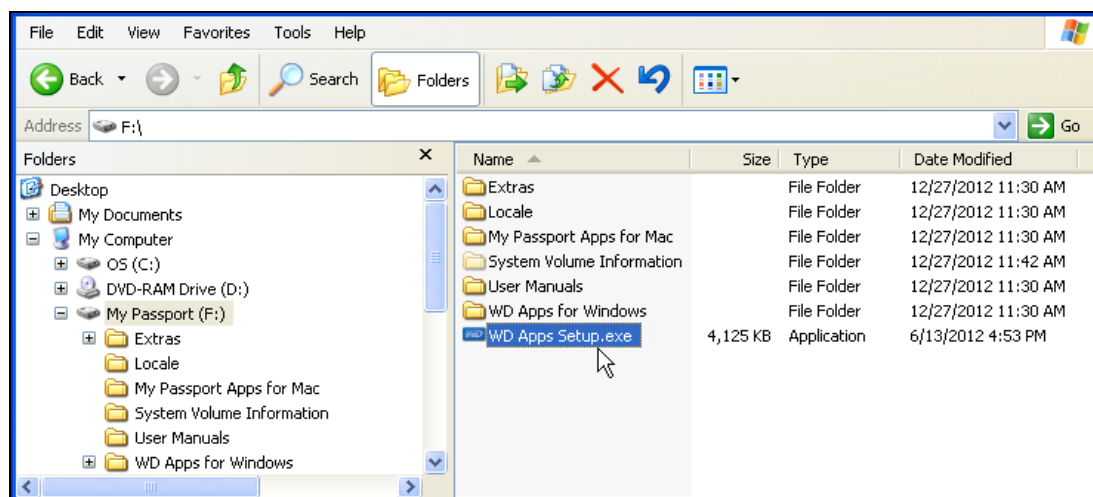 File Edit View Favorites Tools Help
Back Search Folders
Address F:\ Go
Folders
Desktop
My Documents
My Computer
OS (C:)
DVD-RAM Drive (D:)
My Passport (F:)
Extras
Locale
My Passport Apps for Mac
System Volume Information
User Manuals
WD Apps for Windows
Name Size Type Date Modified
Extras File Folder 12/27/2012 11:30 AM
Locale File Folder 12/27/2012 11:30 AM
My Passport Apps for Mac File Folder 12/27/2012 11:30 AM
System Volume Information File Folder 12/27/2012 11:42 AM
User Manuals File Folder 12/27/2012 11:30 AM
WD Apps for Windows File Folder 12/27/2012 11:30 AM
WD WD Apps Setup.exe 4,125 KB Application 6/13/2012 4:53 PM